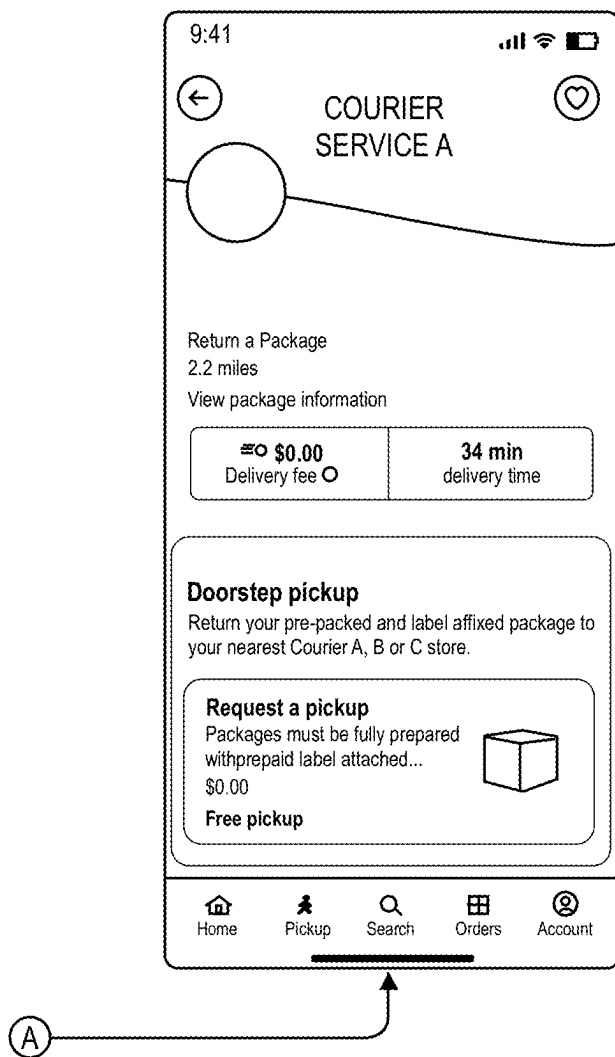 9:41
COURIER
SERVICE A
Return a Package
2.2 miles
View package information
$0.00
Delivery fee
34 min
delivery time
Doorstep pickup
Return your pre-packed and label affixed package to
your nearest Courier A, B or C store.
Request a pickup
Packages must be fully prepared
withprepaid label attached...
$0.00
Free pickup
Home
Pickup
Search
Orders
Account
A